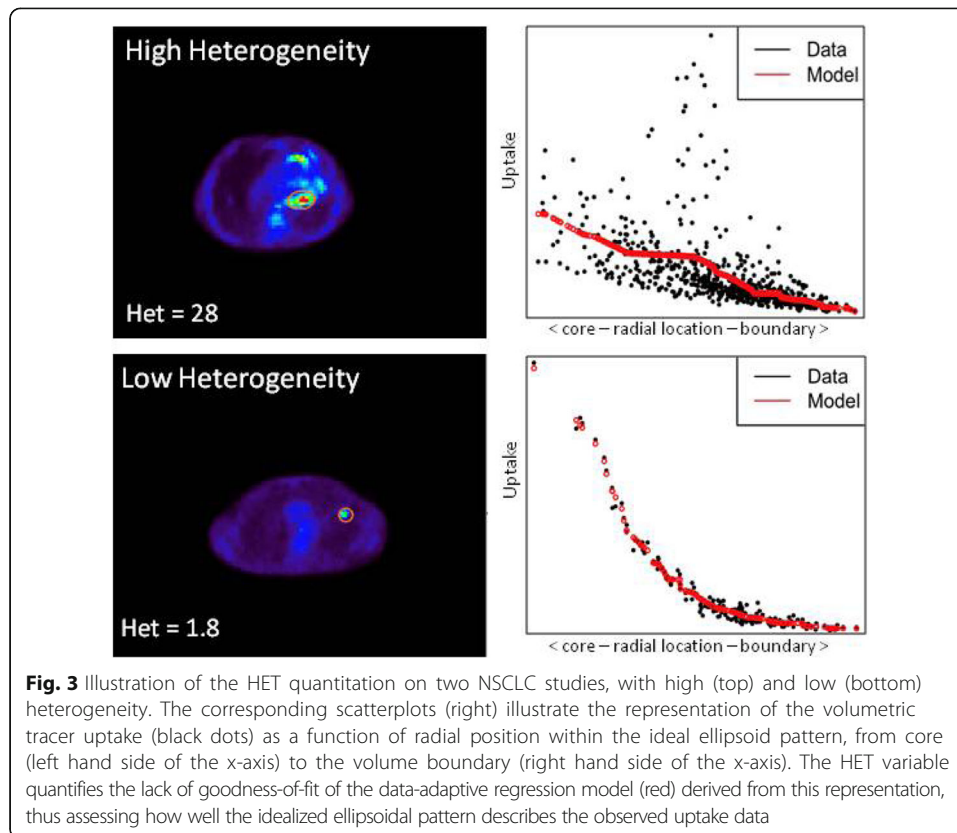 High Heterogeneity
Het = 28
Data
Model
Uptake
< core – radial location – boundary >
Low Heterogeneity
Het = 1.8
Data
Model
Uptake
< core – radial location – boundary >
Fig. 3 Illustration of the HET quantitation on two NSCLC studies, with high (top) and low (bottom)
heterogeneity. The corresponding scatterplots (right) illustrate the representation of the volumetric
tracer uptake (black dots) as a function of radial position within the ideal ellipsoid pattern, from core
(left hand side of the x-axis) to the volume boundary (right hand side of the x-axis). The HET variable
quantifies the lack of goodness-of-fit of the data-adaptive regression model (red) derived from this representation,
thus assessing how well the idealized ellipsoidal pattern describes the observed uptake data